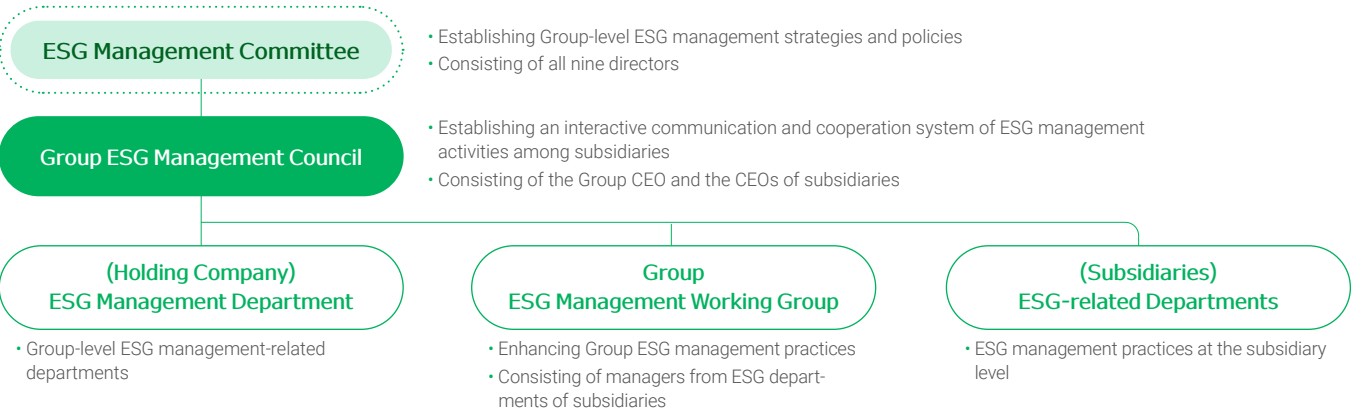 ESG Management Committee
• Establishing Group-level ESG management strategies and policies
• Consisting of all nine directors
Group ESG Management Council
• Establishing an interactive communication and cooperation system of ESG management
activities among subsidiaries
• Consisting of the Group CEO and the CEOs of subsidiaries
(Holding Company)
ESG Management Department
• Group-level ESG management-related
departments
Group
ESG Management Working Group
• Enhancing Group ESG management practices
• Consisting of managers from ESG depart-
ments of subsidiaries
(Subsidiaries)
ESG-related Departments
• ESG management practices at the subsidiary
level